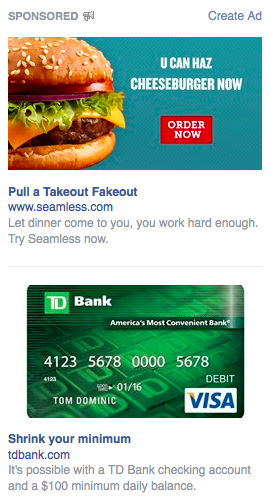 SPONSORED Create Ad
U CAN HAZ
CHEESEBURGER NOW
ORDER
NOW
Pull a Takeout Fakeout
www.seamless.com
Let dinner come to you, you work hard enough.
Try Seamless now.
TD Bank
America's Most Convenient Bank®
4123 5678 0000 5678
4123
01/16
DEBIT
TOM DOMINIC
VISA
Shrink your minimum
tdbank.com
It's possible with a TD Bank checking account
and a $100 minimum daily balance.